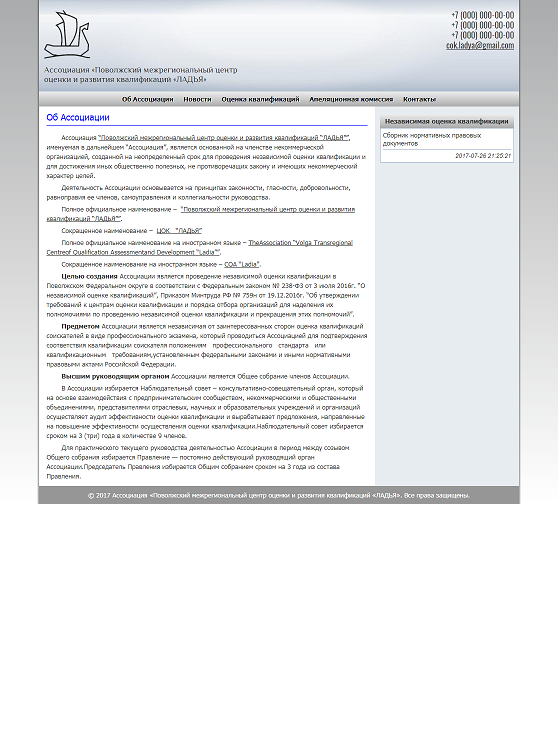 +7 (000) 000-00-00
+7 (000) 000-00-00
+7 (000) 000-00-00
cok.ladya@gmail.com
Ассоциация «Поволжский межрегиональный центр
оценки и развития квалификаций «ЛАДЬЯ»
Об Ассоциации Новости Оценка квалификаций Апеляционная комиссия Контакты
Об Ассоциации
Ассоциация "Поволжский межрегиональный центр оценки и развития квалификаций "ЛАДЬЯ"",
именуемая в дальнейшем "Ассоциация", является основанной на членстве некоммерческой
организацией, созданной на неопределенный срок для проведения независимой оценки квалификации и
для достижения иных общественно полезных, не противоречащих закону и имеющих некоммерческий
характер целей.
Деятельность Ассоциации основывается на принципах законности, гласности, добровольности,
равноправия ее членов, самоуправления и коллегиальности руководства.
Полное официальное наименование – "Поволжский межрегиональный центр оценки и развития
квалификаций "ЛАДЬЯ"".
Сокращенное наименование – ЦОК "ЛАДЬЯ"
Полное официальное наименование на иностранном языке – TheAssociation "Volga Transregional
Centreof Qualification Assessmentand Development "Ladia"".
Сокращенное наименование на иностранном языке – CQA "Ladia".
Целью создания Ассоциации является проведение независимой оценки квалификации в
Поволжском Федеральном округе в соответствии с Федеральным законом № 238-ФЗ от 3 июля 2016г. "О
независимой оценке квалификаций", Приказом Минтруда РФ № 759н от 19.12.2016г. "Об утверждении
требований к центрам оценки квалификации и порядка отбора организаций для наделения их
полномочиями по проведению независимой оценки квалификации и прекращения этих полномочий".
Предметом Ассоциации является независимая от заинтересованных сторон оценка квалификаций
соискателей в виде профессионального экзамена, который проводиться Ассоциацией для подтверждения
соответствия квалификации соискателя положениям профессионального стандарта или
квалификационным требованиям,установленным федеральными законами и иными нормативными
правовыми актами Российской Федерации.
Высшим руководящим органом Ассоциации является Общее собрание членов Ассоциации.
В Ассоциации избирается Наблюдательный совет – консультативно-совещательный орган, который
на основе взаимодействия с предпринимательским сообществом, некоммерческими и общественными
объединениями, представителями отраслевых, научных и образовательных учреждений и организаций
осуществляет аудит эффективности оценки квалификации и вырабатывает предложения, направленные
на повышение эффективности осуществления оценки квалификации.Наблюдательный совет избирается
сроком на 3 (три) года в количестве 9 членов.
Для практического текущего руководства деятельностью Ассоциации в период между созывом
Общего собрания избирается Правление — постоянно действующий руководящий орган
Ассоциации.Председатель Правления избирается Общим собранием сроком на 3 года из состава
Правления.
Независимая оценка квалификации
Сборник нормативных правовых
документов
2017-07-26 21:25:21
© 2017 Ассоциация «Поволжский межрегиональный центр оценки и развития квалификаций «ЛАДЬЯ». Все права защищены.